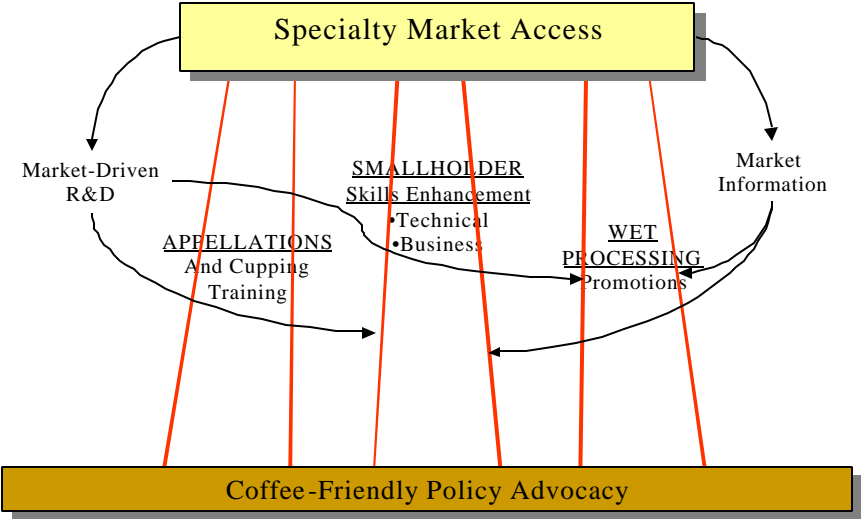 Specialty Market Access
Market-Driven
R&D
SMALLHOLDER
Skills Enhancement
•Technical
•Business
Market
Information
APPELLATIONS
And Cupping
Training
WET
PROCESSING
Promotions
Coffee-Friendly Policy Advocacy